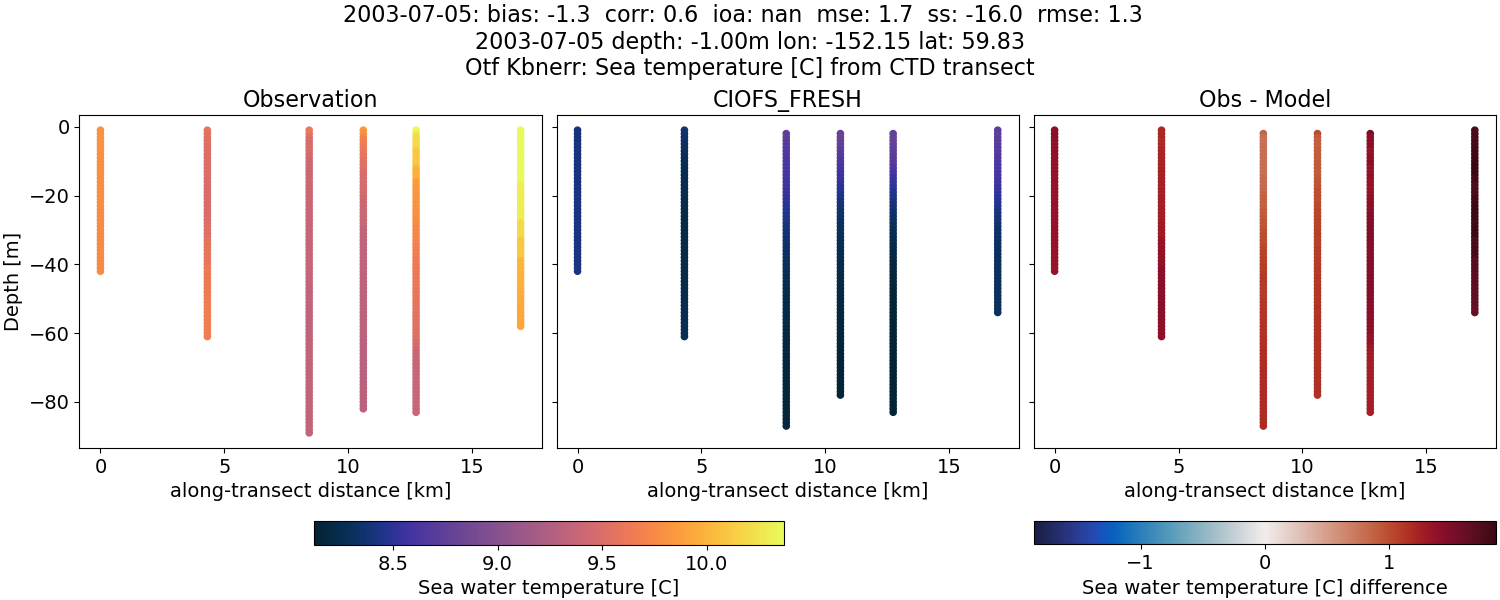 2003-07-05: bias: -1.3  corr: 0.6  ioa: nan  mse: 1.7  ss: -16.0  rmse: 1.3
2003-07-05 depth: -1.00m lon: -152.15 lat: 59.83
Otf Kbnerr: Sea temperature [C] from CTD transect
Observation
CIOFS_FRESH
Obs - Model
Depth [m]
0
−20
−40
−60
−80
0 5 10 15
0 5 10 15
0 5 10 15
along-transect distance [km]
along-transect distance [km]
along-transect distance [km]
8.5 9.0 9.5 10.0
Sea water temperature [C]
−1 0 1
Sea water temperature [C] difference